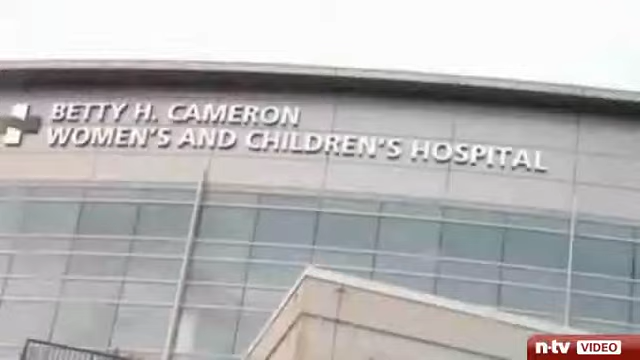 BETTY H. CAMERON
WOMEN'S AND CHILDREN'S HOSPITAL
n-tv VIDEO